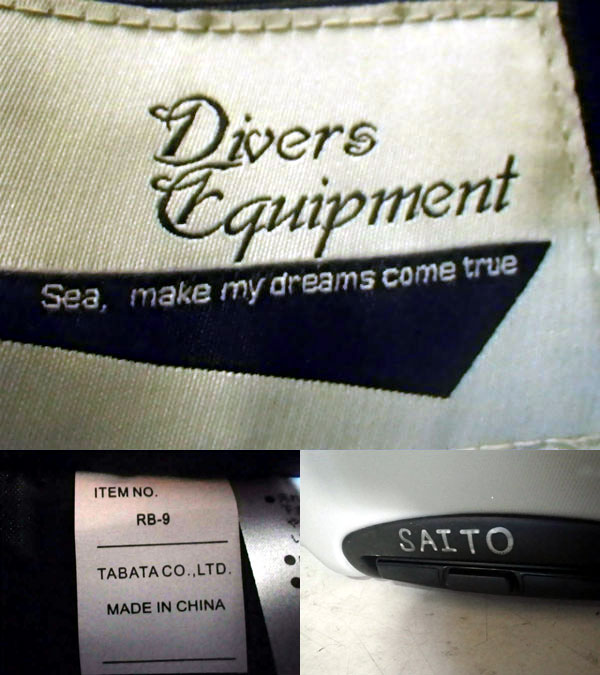 Divers
Equipment
Sea, make my dreams come true
ITEM NO.
RB-9
TABATA CO.,LTD.
MADE IN CHINA
SAITO